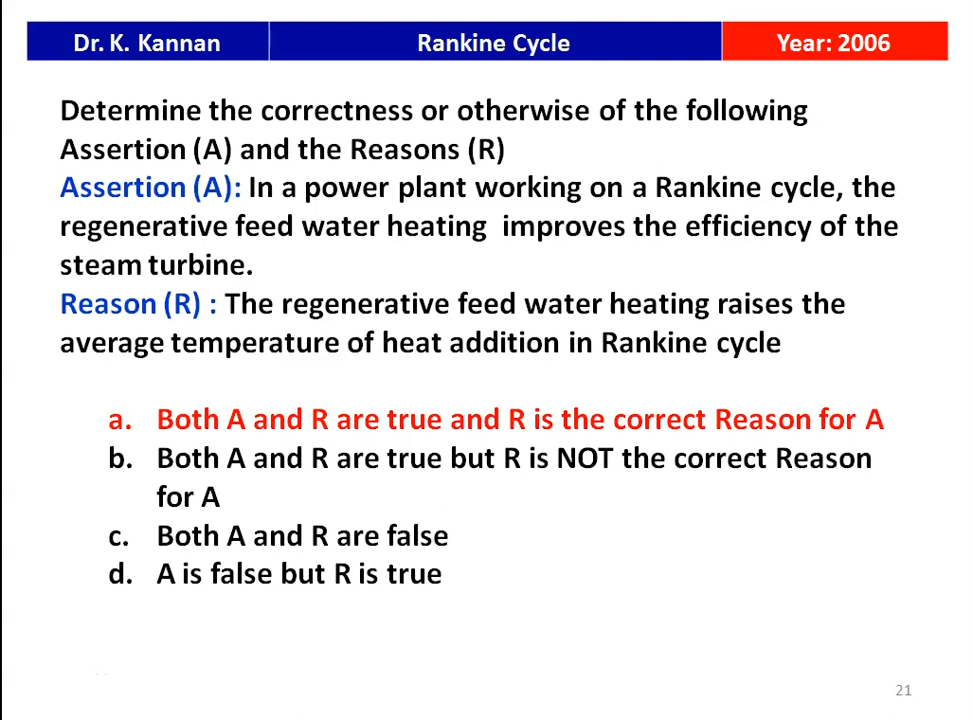 Dr. K. Kannan Rankine Cycle Year: 2006
Determine the correctness or otherwise of the following
Assertion (A) and the Reasons (R)
Assertion (A): In a power plant working on a Rankine cycle, the
regenerative feed water heating improves the efficiency of the
steam turbine.
Reason (R) : The regenerative feed water heating raises the
average temperature of heat addition in Rankine cycle
a. Both A and R are true and R is the correct Reason for A
b. Both A and R are true but R is NOT the correct Reason
for A
c. Both A and R are false
d. A is false but R is true
21